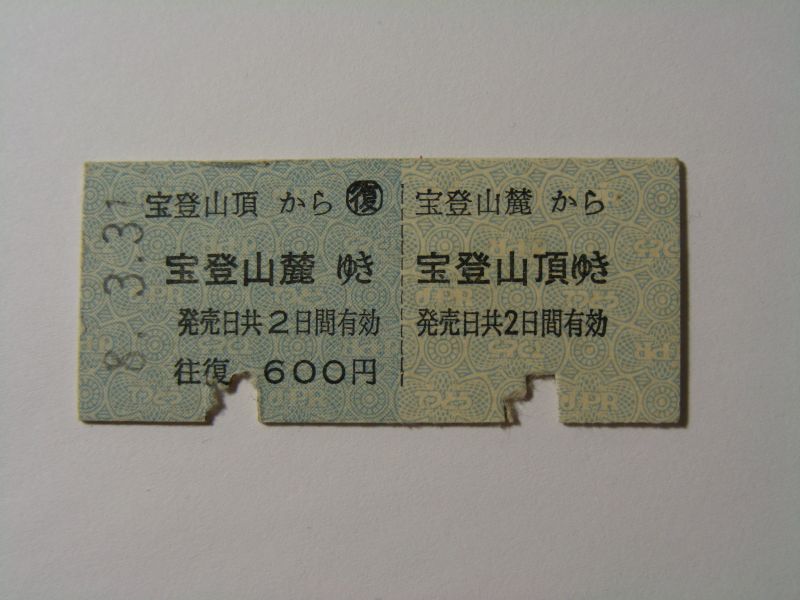 宝登山頂 から ㊝復
宝登山麓 ゆき
発売日共2日間有効
往復 600円
宝登山麓 から
宝登山頂ゆき
発売日共2日間有効
8. 3.31